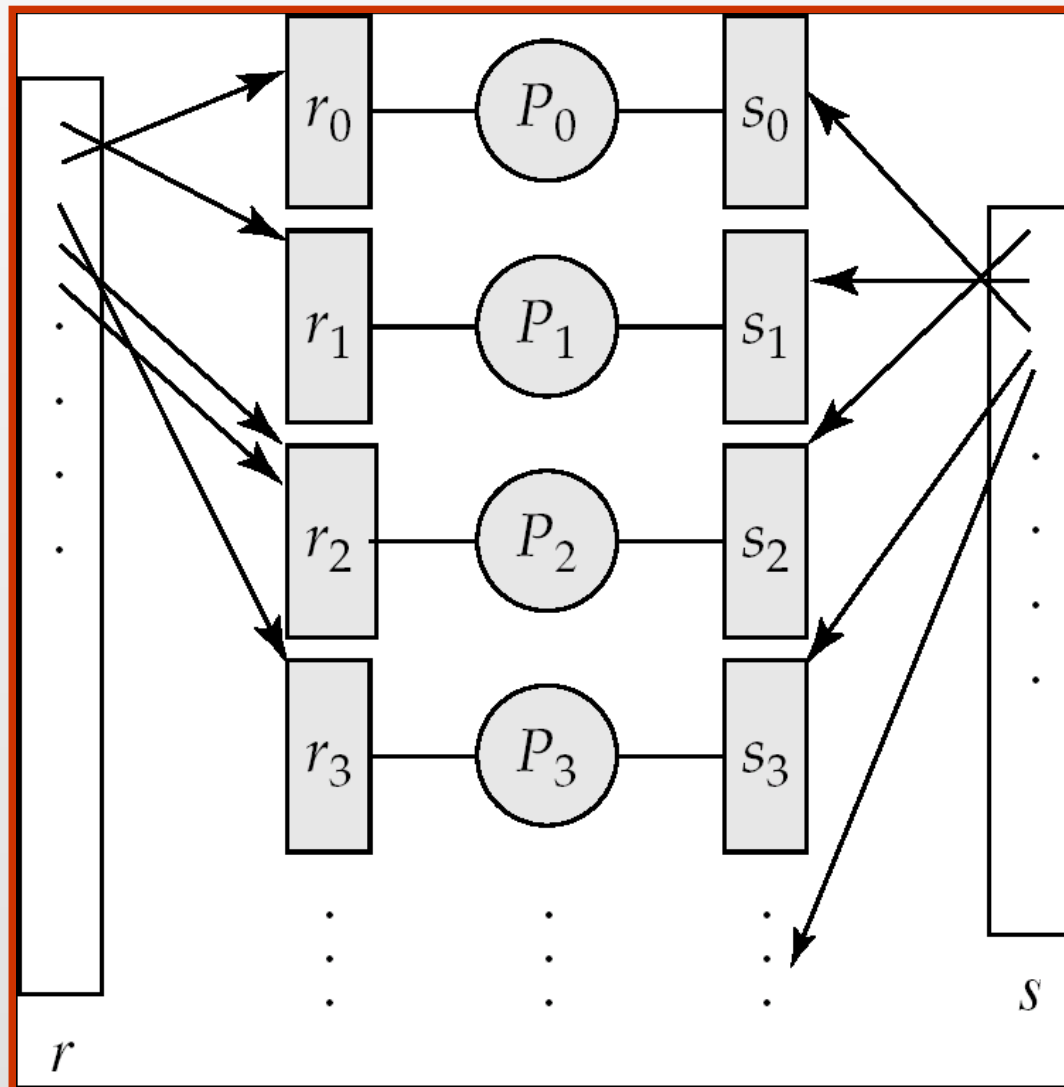 r₀ P₀ s₀
r₁ P₁ s₁
r₂ P₂ s₂
r₃ P₃ s₃
s
r